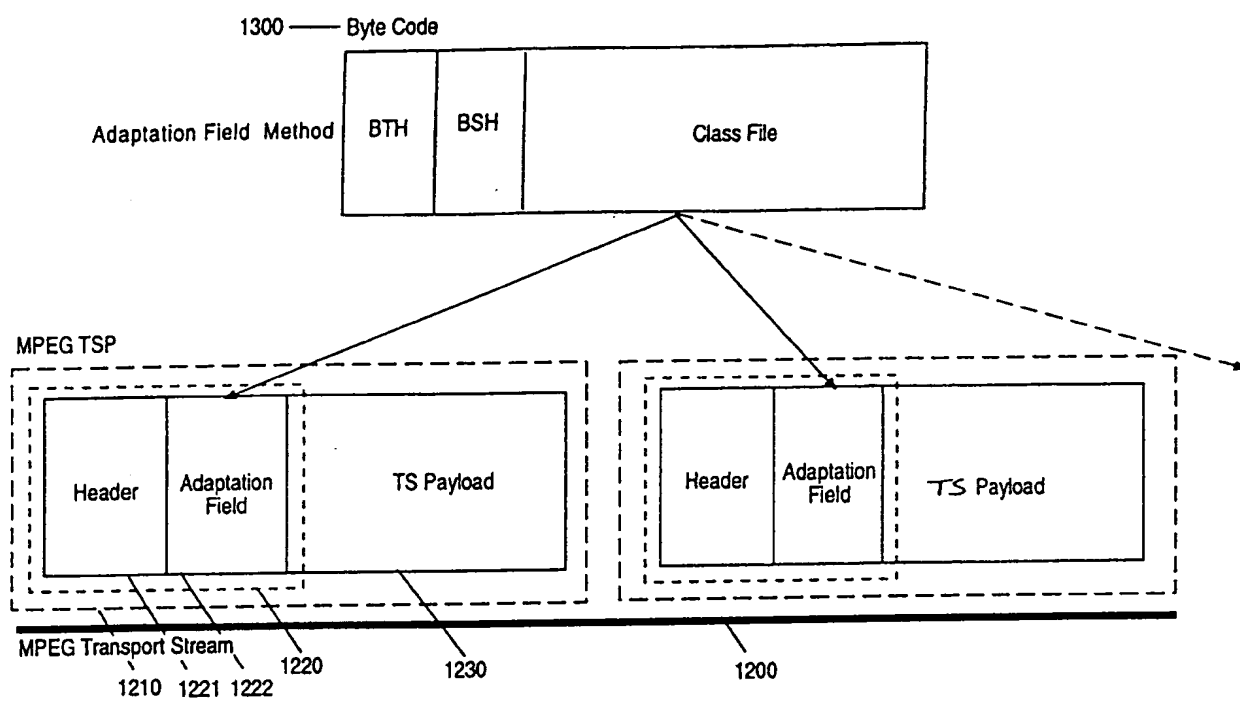 1300 Byte Code
Adaptation Field Method
BTH
BSH
Class File
MPEG TSP
Header
Adaptation
Field
TS Payload
Header
Adaptation
Field
TS Payload
MPEG Transport Stream
1210
1221
1222
1220
1230
1200